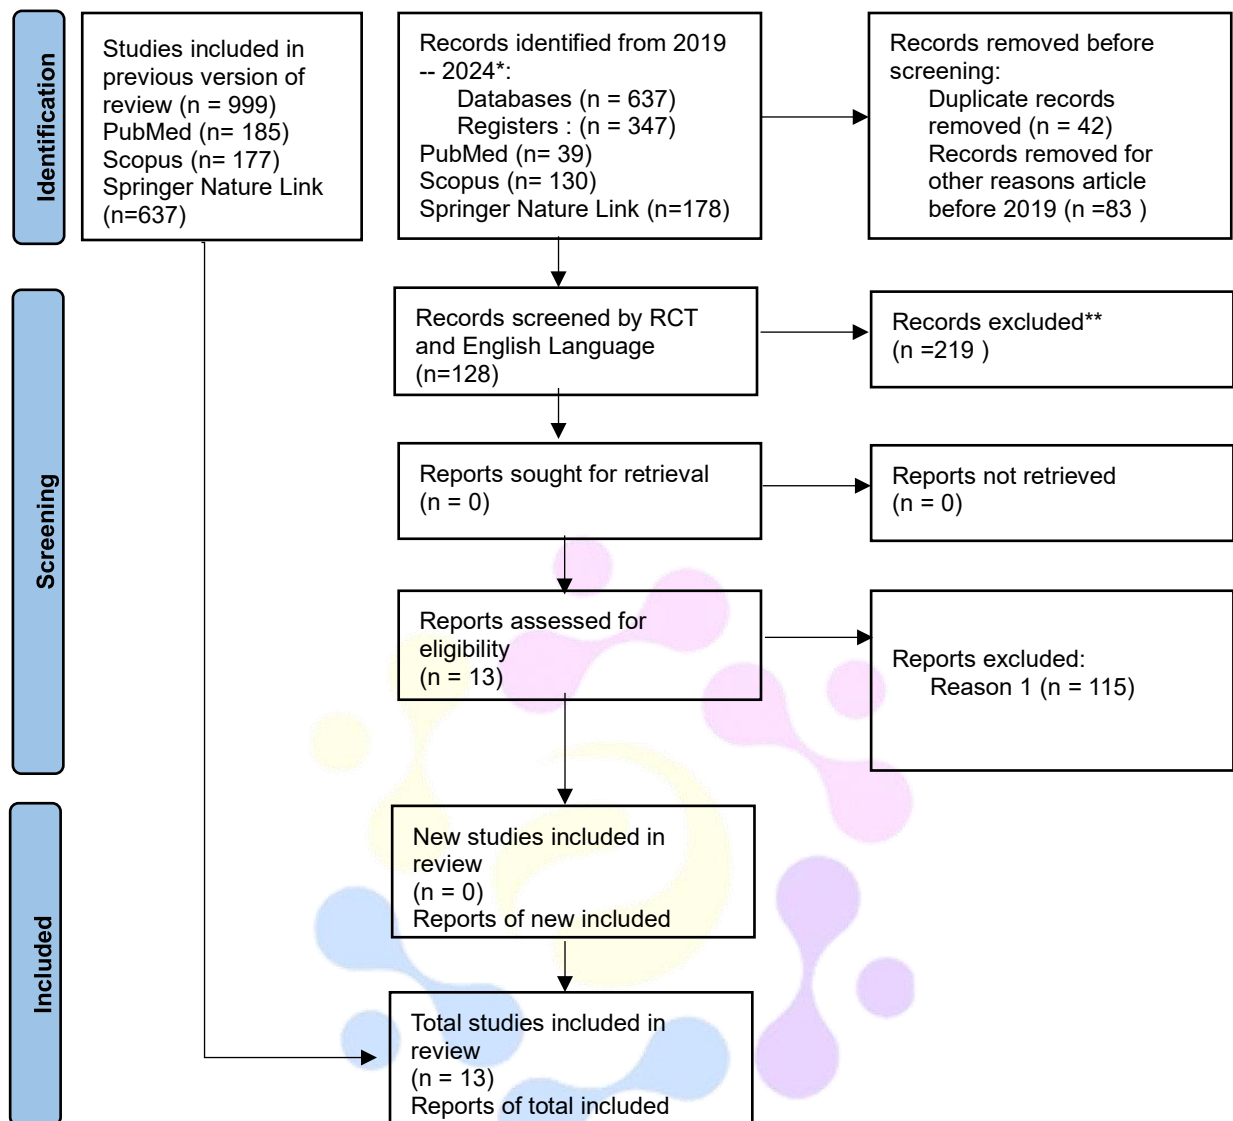 Identification
Studies included in
previous version of
review (n = 999)
PubMed (n= 185)
Scopus (n= 177)
Springer Nature Link
(n=637)
Records identified from 2019
-- 2024*:
Databases (n = 637)
Registers : (n = 347)
PubMed (n= 39)
Scopus (n= 130)
Springer Nature Link (n=178)
Records removed before
screening:
Duplicate records
removed (n = 42)
Records removed for
other reasons article
before 2019 (n =83 )
Screening
Records screened by RCT
and English Language
(n=128)
Records excluded**
(n =219 )
Reports sought for retrieval
(n = 0)
Reports not retrieved
(n = 0)
Reports assessed for
eligibility
(n = 13)
Reports excluded:
Reason 1 (n = 115)
Included
New studies included in
review
(n = 0)
Reports of new included
Total studies included in
review
(n = 13)
Reports of total included